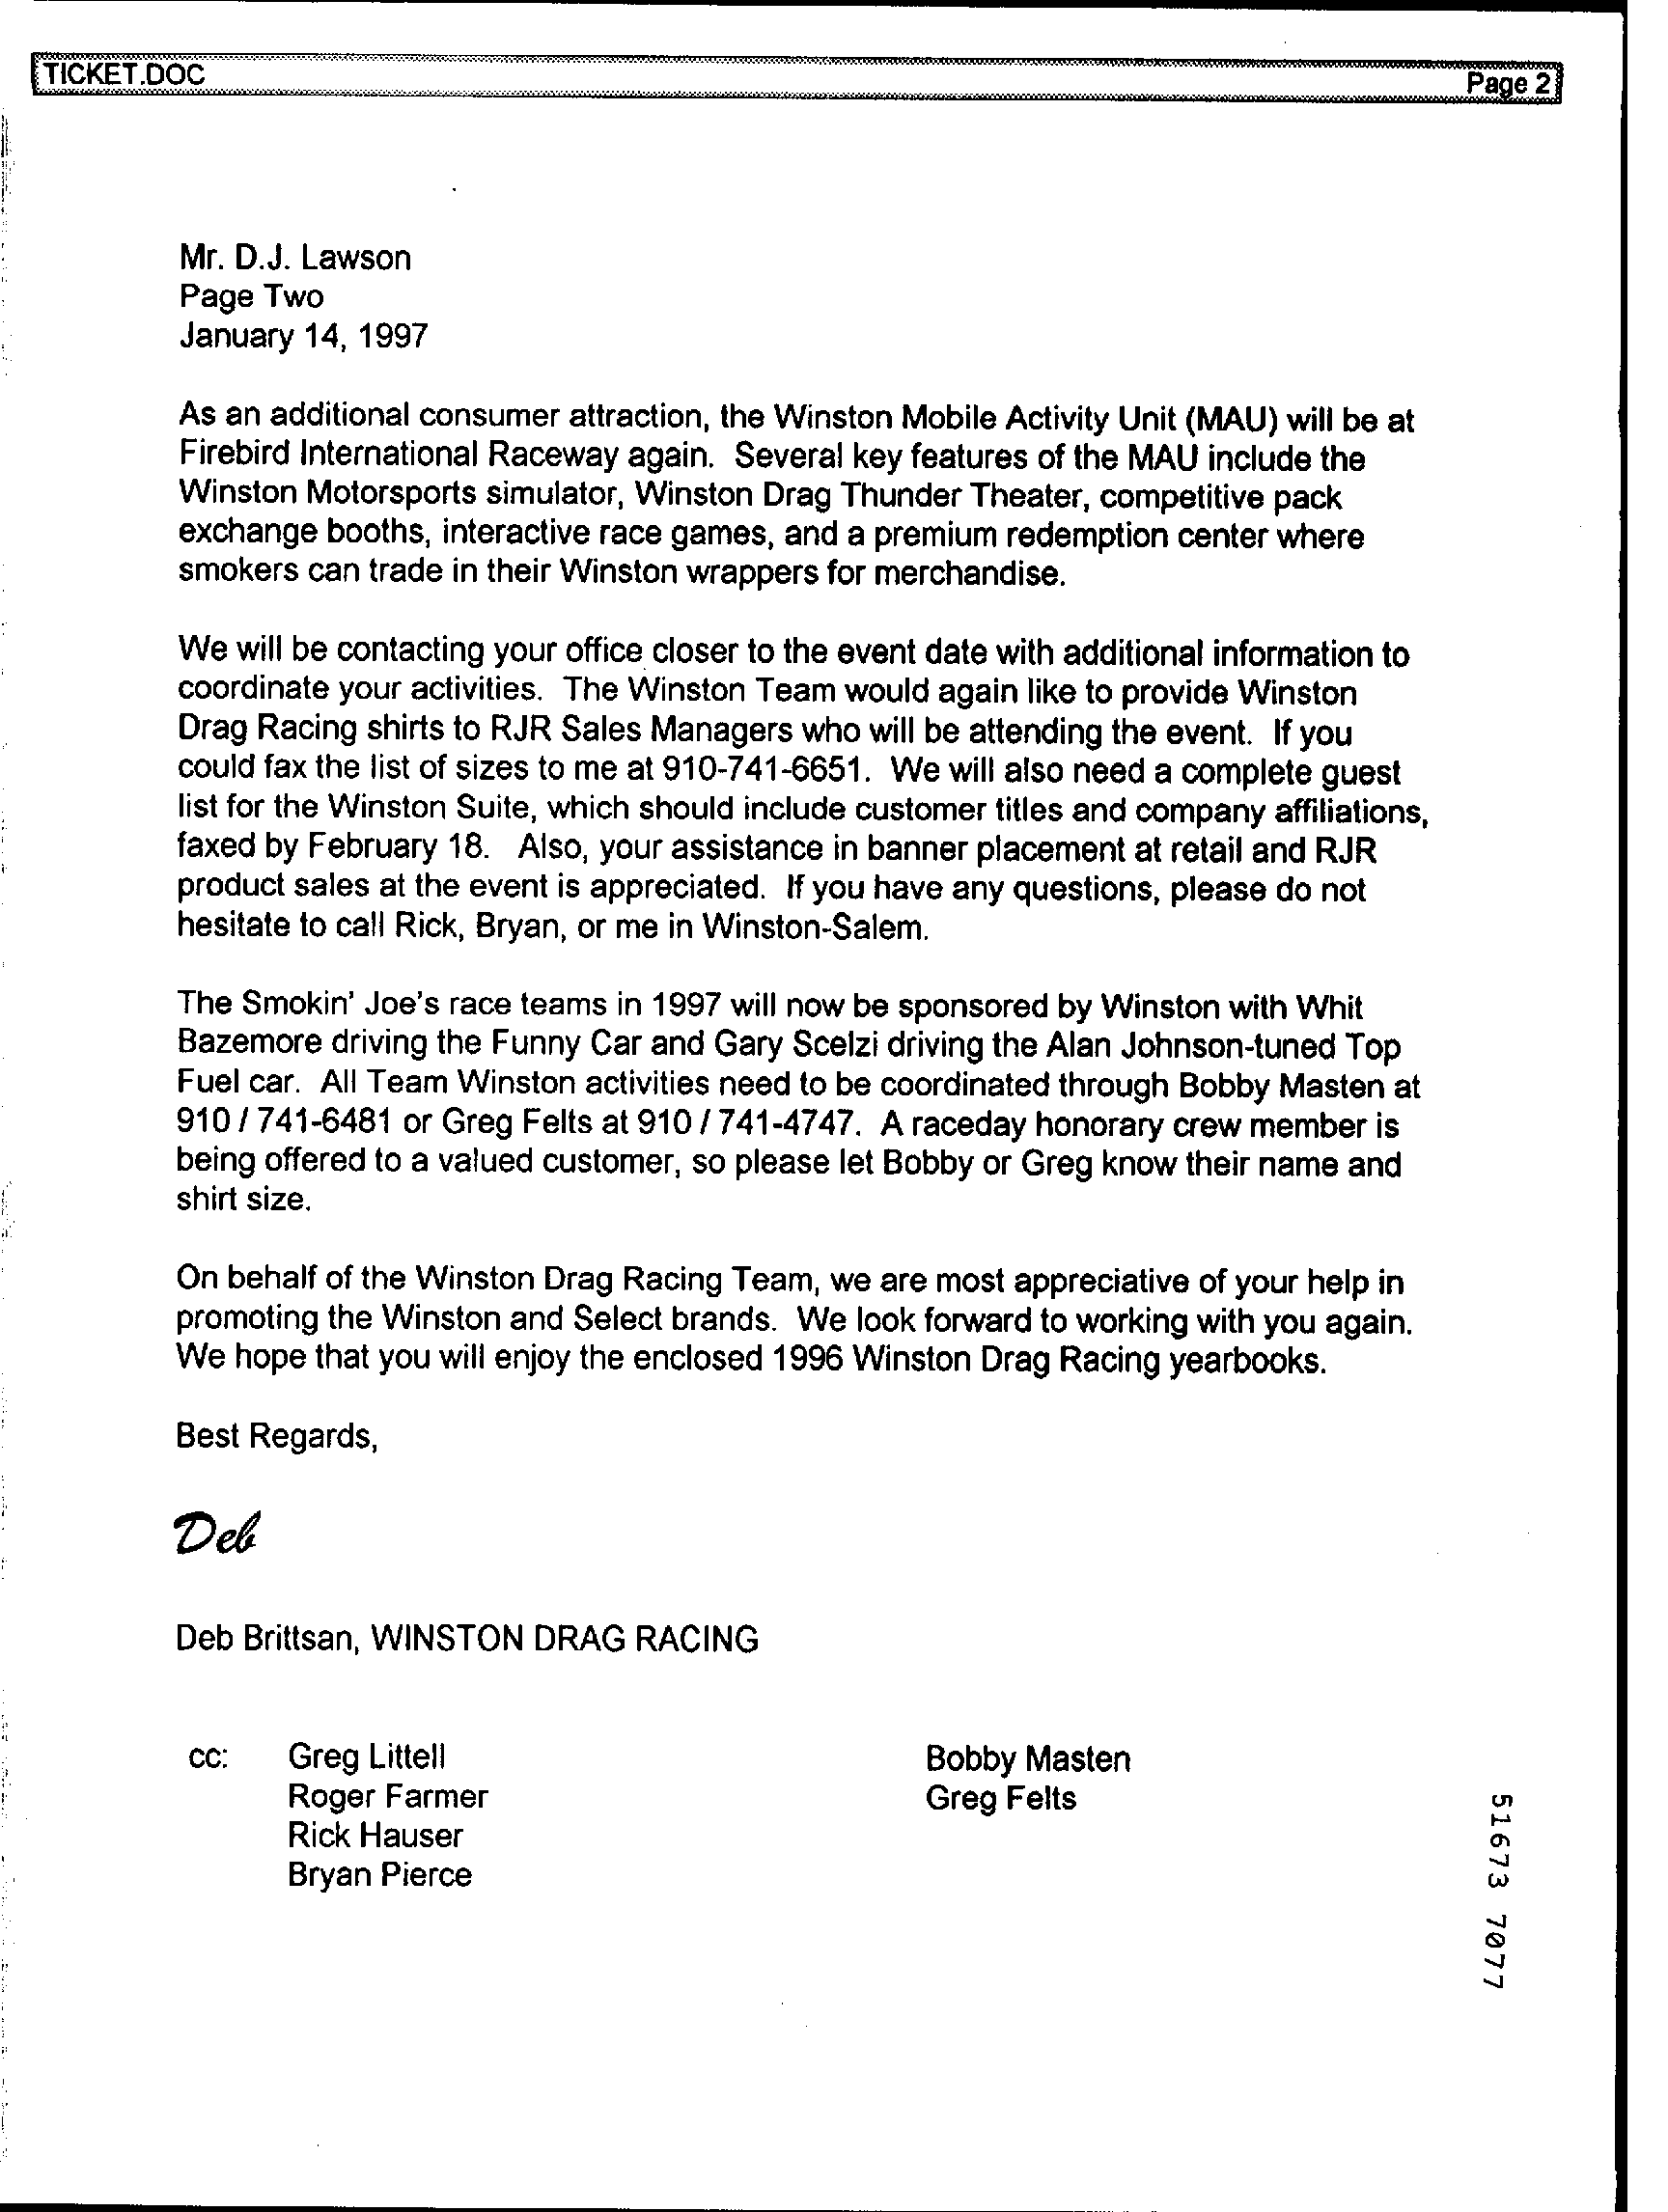 TICKET.DOC Page 2
Mr. D.J. Lawson
Page Two
January 14, 1997
As an additional consumer attraction, the Winston Mobile Activity Unit (MAU) will be at
Firebird International Raceway again. Several key features of the MAU include the
Winston Motorsports simulator, Winston Drag Thunder Theater, competitive pack
exchange booths, interactive race games, and a premium redemption center where
smokers can trade in their Winston wrappers for merchandise.
We will be contacting your office closer to the event date with additional information to
coordinate your activities. The Winston Team would again like to provide Winston
Drag Racing shirts to RJR Sales Managers who will be attending the event. If you
could fax the list of sizes to me at 910-741-6651. We will also need a complete guest
list for the Winston Suite, which should include customer titles and company affiliations,
faxed by February 18. Also, your assistance in banner placement at retail and RJR
product sales at the event is appreciated. If you have any questions, please do not
hesitate to call Rick, Bryan, or me in Winston-Salem.
The Smokin' Joe's race teams in 1997 will now be sponsored by Winston with Whit
Bazemore driving the Funny Car and Gary Scelzi driving the Alan Johnson-tuned Top
Fuel car. All Team Winston activities need to be coordinated through Bobby Masten at
910 / 741-6481 or Greg Felts at 910 / 741-4747. A raceday honorary crew member is
being offered to a valued customer, so please let Bobby or Greg know their name and
shirt size.
On behalf of the Winston Drag Racing Team, we are most appreciative of your help in
promoting the Winston and Select brands. We look forward to working with you again.
We hope that you will enjoy the enclosed 1996 Winston Drag Racing yearbooks.
Best Regards,
Deb
Deb Brittsan, WINSTON DRAG RACING
cc: Greg Littell Bobby Masten
Roger Farmer Greg Felts
Rick Hauser
Bryan Pierce
51673 7077